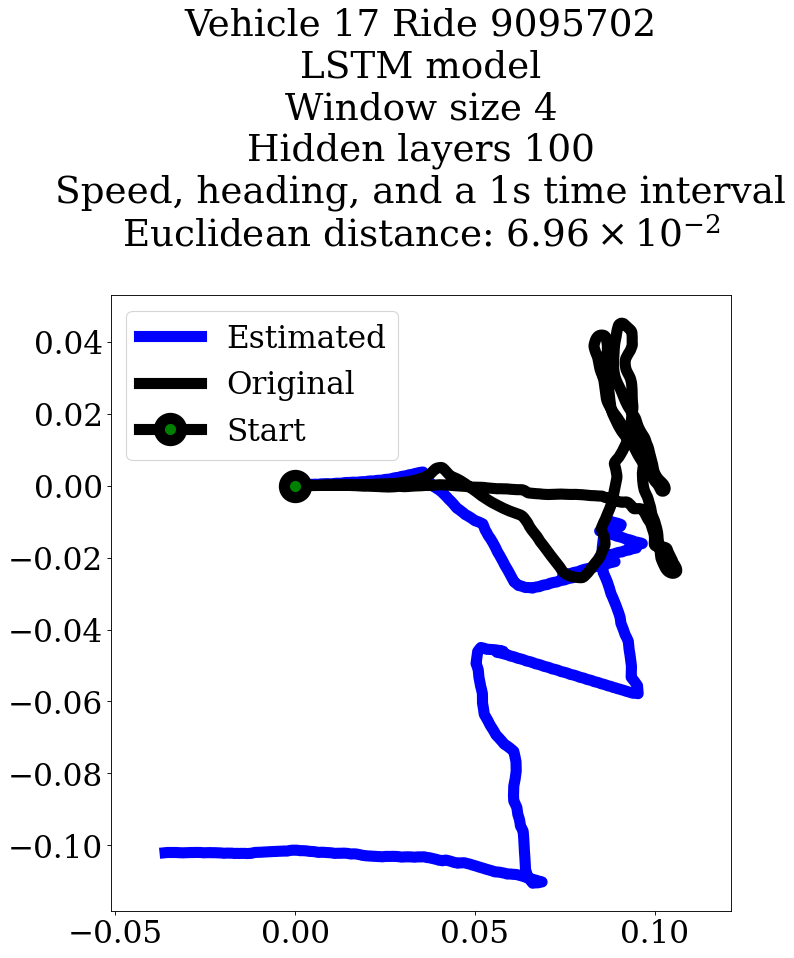 Vehicle 17 Ride 9095702
LSTM model
Window size 4
Hidden layers 100
Speed, heading, and a 1s time interval
Euclidean distance: 6.96 × 10⁻²
Estimated
Original
Start
0.04
0.02
0.00
−0.02
−0.04
−0.06
−0.08
−0.10
−0.05 0.00 0.05 0.10